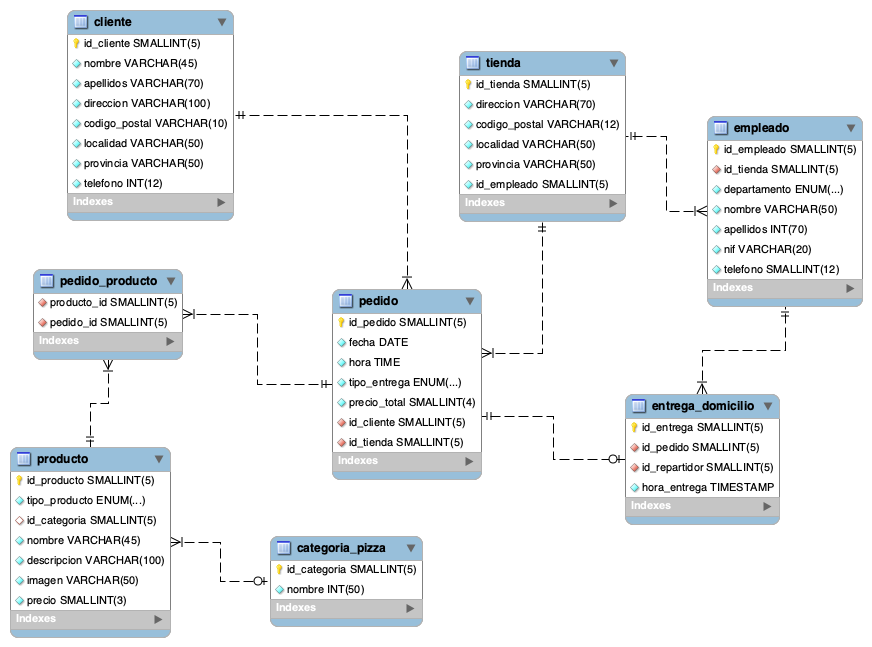 cliente
id_cliente SMALLINT(5)
nombre VARCHAR(45)
apellidos VARCHAR(70)
direccion VARCHAR(100)
codigo_postal VARCHAR(10)
localidad VARCHAR(50)
provincia VARCHAR(50)
telefono INT(12)
Indexes
tienda
id_tienda SMALLINT(5)
direccion VARCHAR(70)
codigo_postal VARCHAR(12)
localidad VARCHAR(50)
provincia VARCHAR(50)
id_empleado SMALLINT(5)
Indexes
empleado
id_empleado SMALLINT(5)
id_tienda SMALLINT(5)
departamento ENUM(...)
nombre VARCHAR(50)
apellidos INT(70)
nif VARCHAR(20)
telefono SMALLINT(12)
Indexes
pedido_producto
producto_id SMALLINT(5)
pedido_id SMALLINT(5)
Indexes
pedido
id_pedido SMALLINT(5)
fecha DATE
hora TIME
tipo_entrega ENUM(...)
precio_total SMALLINT(4)
id_cliente SMALLINT(5)
id_tienda SMALLINT(5)
Indexes
entrega_domicilio
id_entrega SMALLINT(5)
id_pedido SMALLINT(5)
id_repartidor SMALLINT(5)
hora_entrega TIMESTAMP
Indexes
producto
id_producto SMALLINT(5)
tipo_producto ENUM(...)
id_categoria SMALLINT(5)
nombre VARCHAR(45)
descripcion VARCHAR(100)
imagen VARCHAR(50)
precio SMALLINT(3)
Indexes
categoria_pizza
id_categoria SMALLINT(5)
nombre INT(50)
Indexes